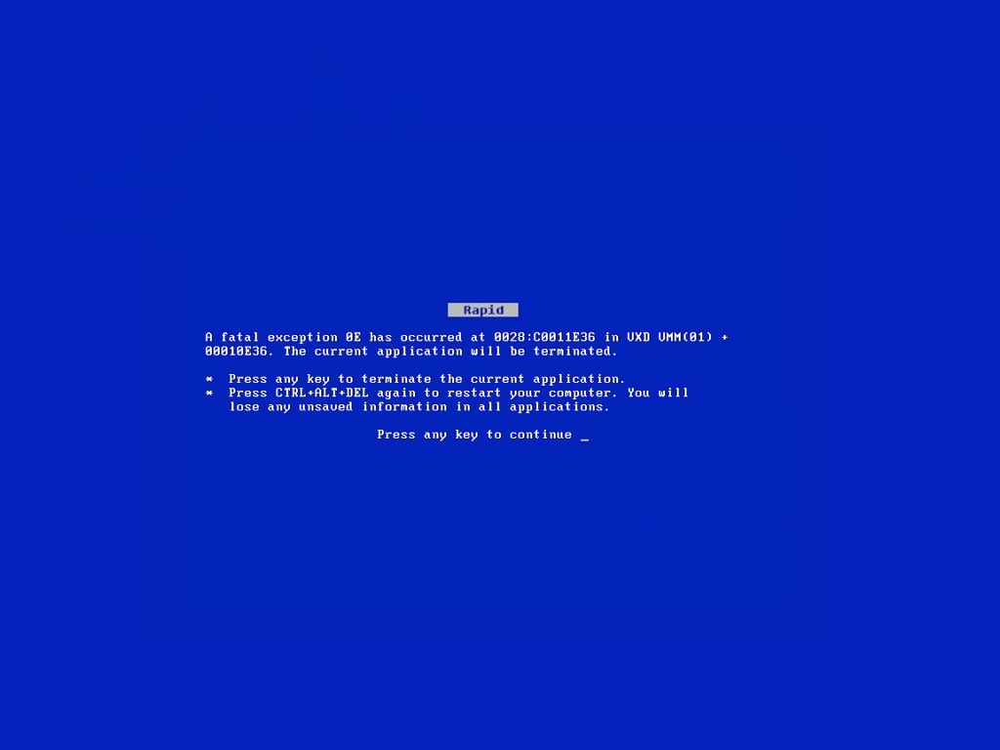 Rapid
A fatal exception 0E has occurred at 0028:C0011E36 in VXD VMM(01) +
00010E36. The current application will be terminated.
* Press any key to terminate the current application.
* Press CTRL+ALT+DEL again to restart your computer. You will
lose any unsaved information in all applications.
Press any key to continue _